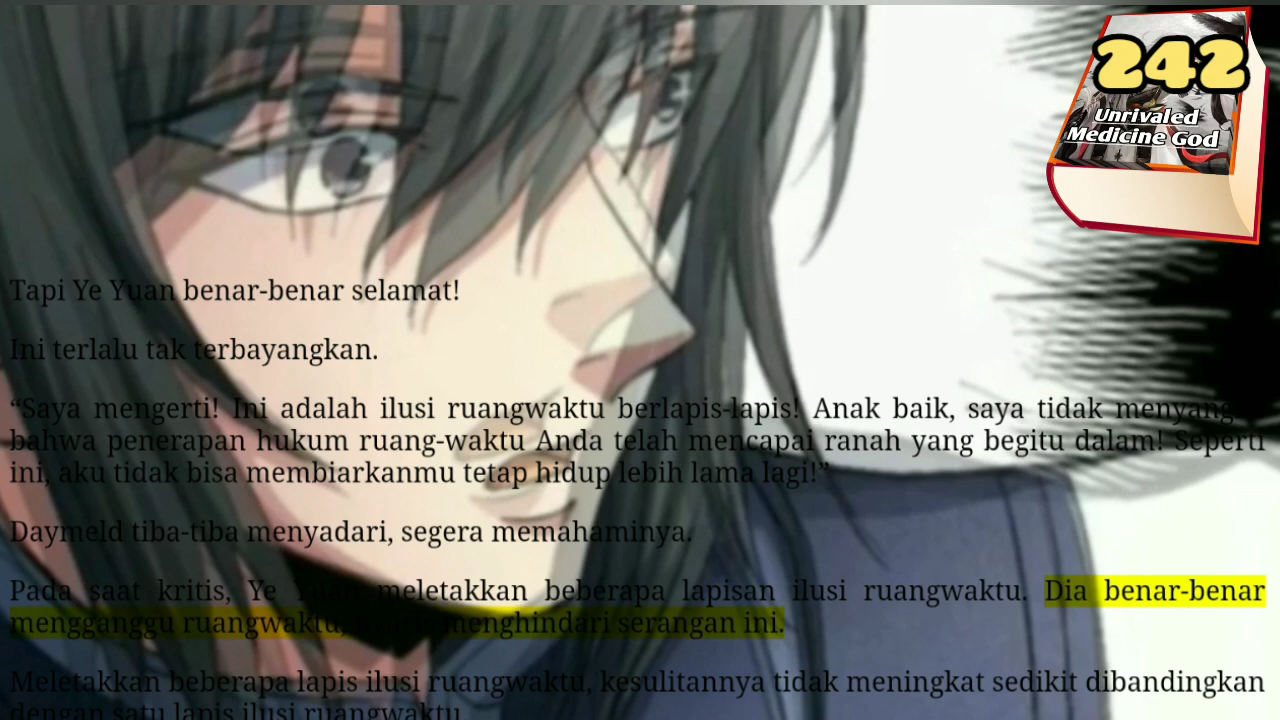 242
Unrivaled
Medicine God
Tapi Ye Yuan benar-benar selamat!
Ini terlalu tak terbayangkan.
“Saya mengerti! Ini adalah ilusi ruangwaktu berlapis-lapis! Anak baik, saya tidak
bahwa penerapan hukum ruang-waktu Anda telah mencapai ranah yang begitu dalam! Seperti
ini, aku tidak bisa membiarkanmu tetap hidup lebih lama lagi!”
Daymeld tiba-tiba menyadari, segera memahaminya.
Pada saat kritis, Ye Yuan meletakkan beberapa lapisan ilusi ruangwaktu. Dia benar-benar
mengganggu ruangwaktu, menghindari serangan ini.
Meletakkan beberapa lapis ilusi ruangwaktu, kesulitannya tidak meningkat sedikit dibandingkan
dengan satu lapis ilusi ruangwaktu